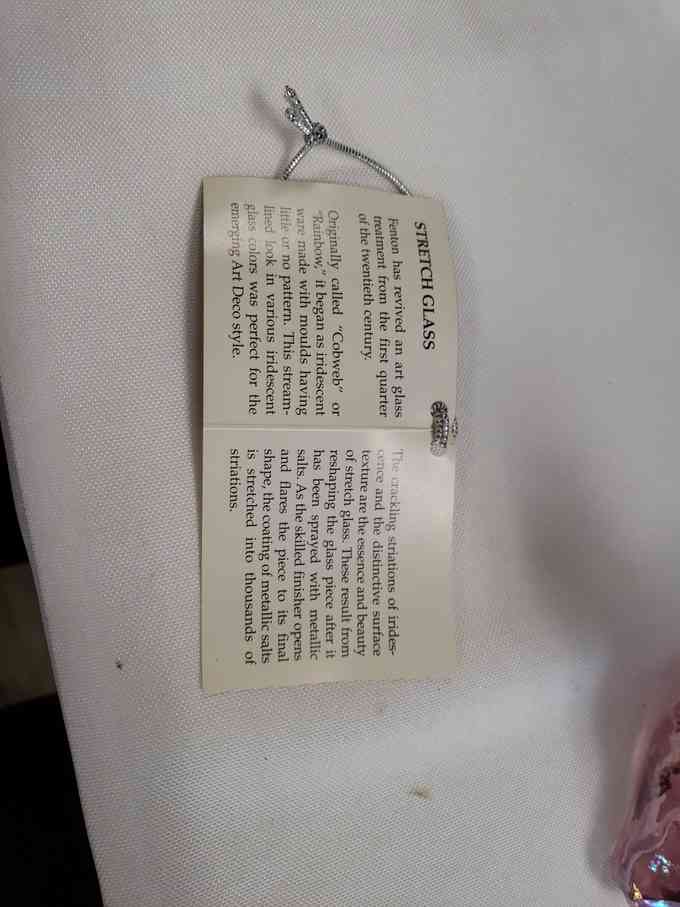 STRETCH GLASS
Fenton has revived an art glass
treatment from the first quarter
of the twentieth century.
Originally called "Cobweb" or
"Rainbow," it began as iridescent
ware made with moulds having
little or no pattern. This stream-
lined look in various iridescent
glass colors was perfect for the
emerging Art Deco style.
The crackling striations of irides-
cence and the distinctive surface
texture are the essence and beauty
of stretch glass. These result from
reshaping the glass piece after it
has been sprayed with metallic
salts. As the skilled finisher opens
and flares the piece to its final
shape, the coating of metallic salts
is stretched into thousands of
striations.